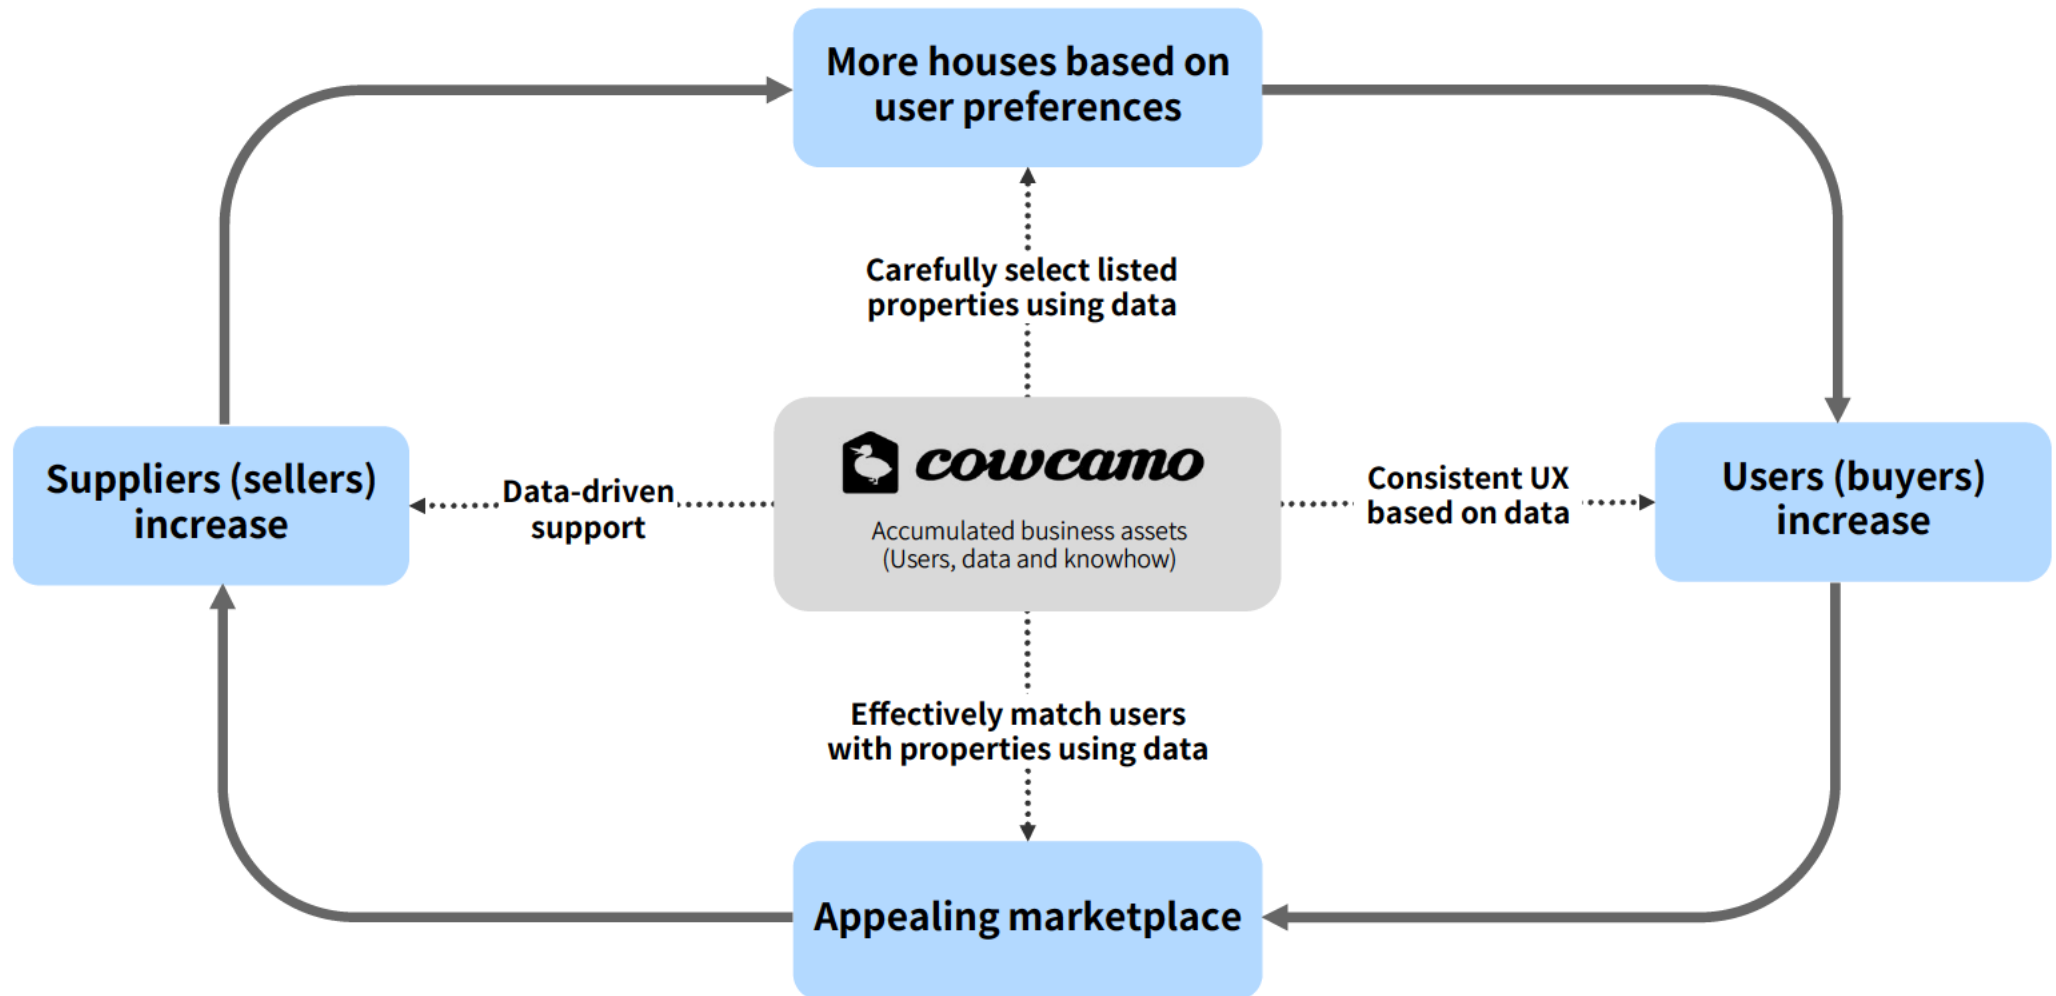 More houses based on
user preferences
Carefully select listed
properties using data
Suppliers (sellers)
increase
Data-driven
support
cowcamo
Accumulated business assets
(Users, data and knowhow)
Consistent UX
based on data
Users (buyers)
increase
Effectively match users
with properties using data
Appealing marketplace